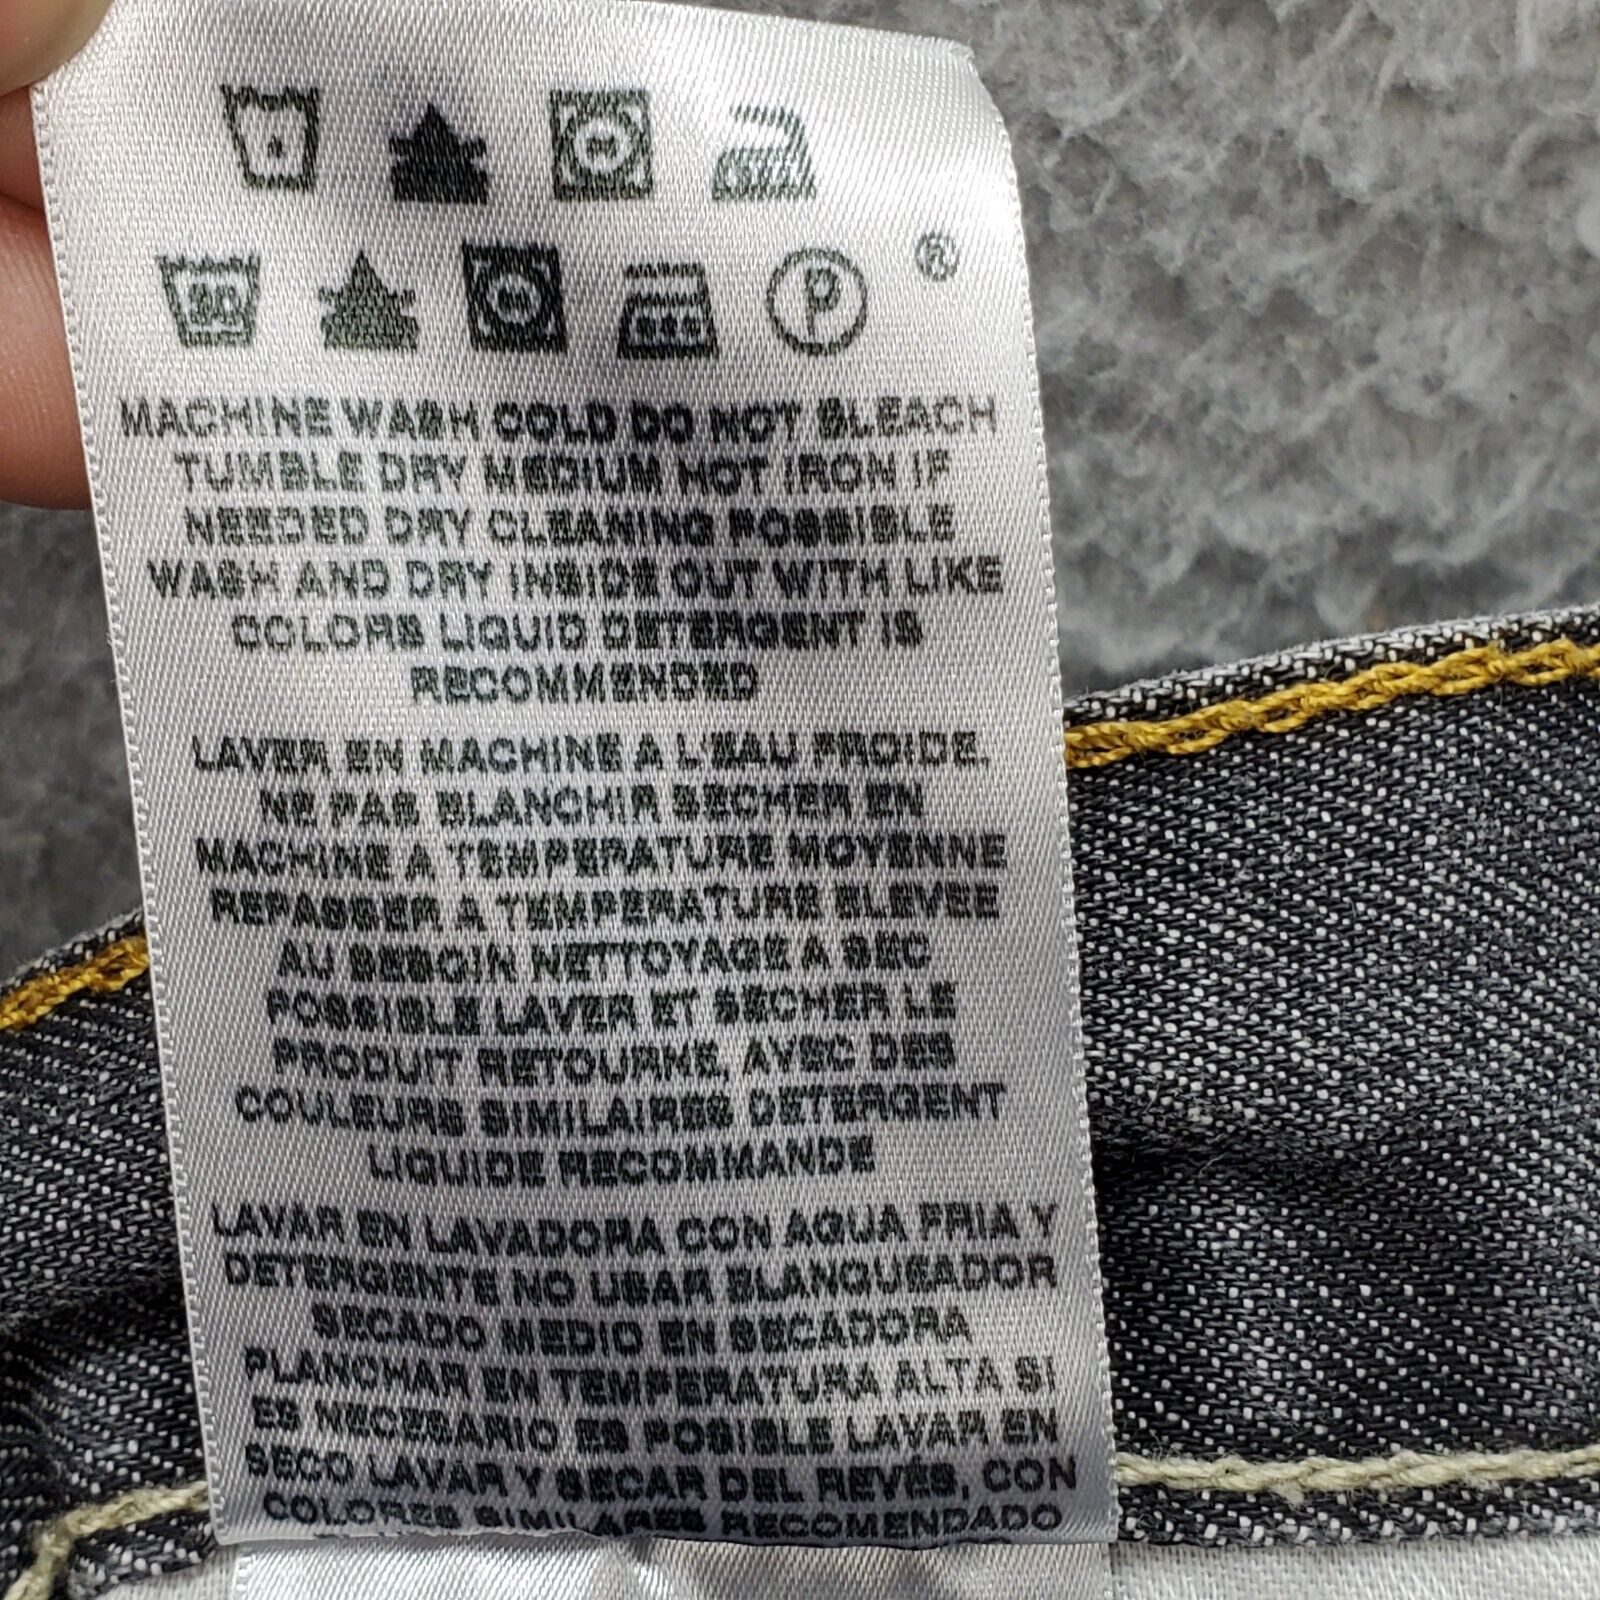 30 P ®
MACHINE WASH COLD DO NOT BLEACH
TUMBLE DRY MEDIUM HOT IRON IF
NEEDED DRY CLEANING POSSIBLE
WASH AND DRY INSIDE OUT WITH LIKE
COLORS LIQUID DETERGENT IS
RECOMMENDED
LAVER EN MACHINE A L'EAU FROIDE.
NE PAS BLANCHIR SECHER EN
MACHINE A TEMPERATURE MOYENNE
REPASSER A TEMPERATURE ELEVEE
AU BESOIN NETTOYAGE A SEC
POSSIBLE LAVER ET SECHER LE
PRODUIT RETOURNE, AVEC DES
COULEURS SIMILAIRES DETERGENT
LIQUIDE RECOMMANDE
LAVAR EN LAVADORA CON AGUA FRIA Y
DETERGENTE NO USAR BLANQUEADOR
SECADO MEDIO EN SECADORA
PLANCHAR EN TEMPERATURA ALTA SI
ES NECESARIO ES POSIBLE LAVAR EN
SECO LAVAR Y SECAR DEL REVÉS, CON
COLORES SIMILARES RECOMENDADO